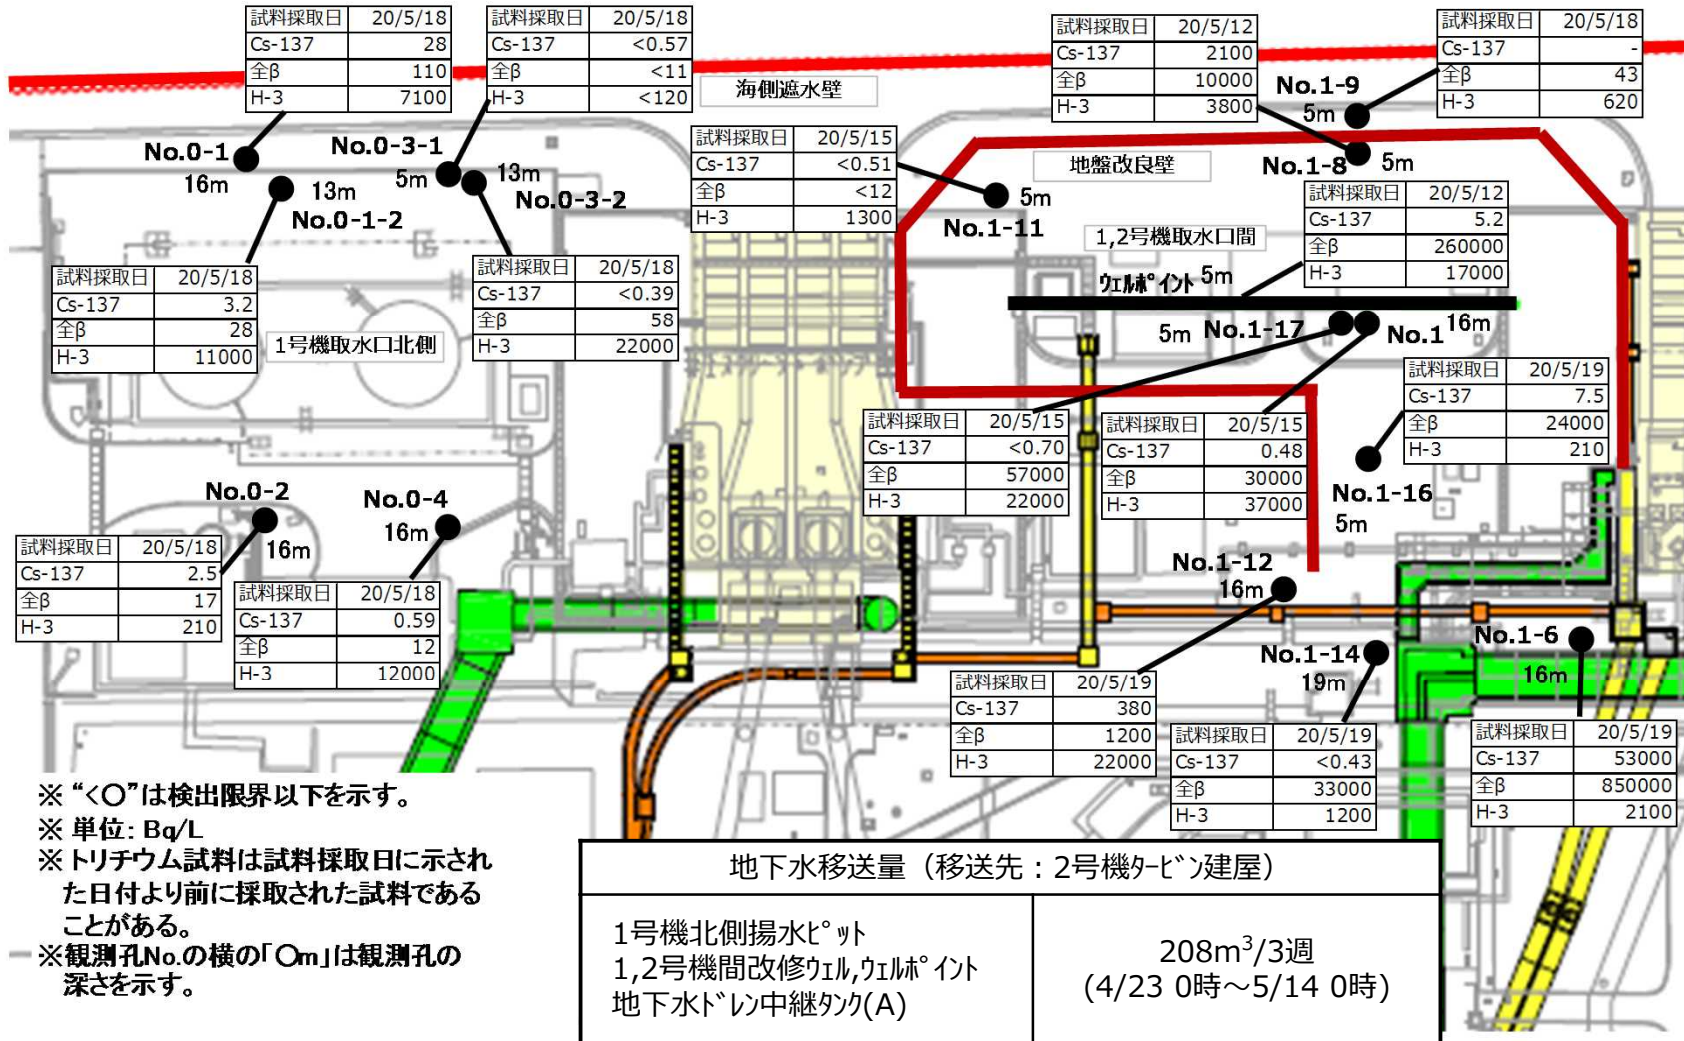 試料採取日 20/5/18
Cs-137 28
全β 110
H-3 7100
試料採取日 20/5/18
Cs-137 <0.57
全β <11
H-3 <120
海側遮水壁
試料採取日 20/5/12
Cs-137 2100
全β 10000
H-3 3800
試料採取日 20/5/18
Cs-137 -
全β 43
H-3 620
No.1-9
5m
No.0-1
16m
No.0-3-1
5m
13m
No.0-1-2
13m
No.0-3-2
試料採取日 20/5/15
Cs-137 <0.51
全β <12
H-3 1300
5m
No.1-11
地盤改良壁
No.1-8
5m
試料採取日 20/5/12
Cs-137 5.2
全β 260000
H-3 17000
1,2号機取水口間
ウェルポイント 5m
試料採取日 20/5/18
Cs-137 3.2
全β 28
H-3 11000
1号機取水口北側
試料採取日 20/5/18
Cs-137 <0.39
全β 58
H-3 22000
5m No.1-17
No.1
16m
試料採取日 20/5/19
Cs-137 7.5
全β 24000
H-3 210
試料採取日 20/5/15
Cs-137 <0.70
全β 57000
H-3 22000
試料採取日 20/5/15
Cs-137 0.48
全β 30000
H-3 37000
No.1-16
5m
No.0-2
16m
No.0-4
16m
試料採取日 20/5/18
Cs-137 2.5
全β 17
H-3 210
試料採取日 20/5/18
Cs-137 0.59
全β 12
H-3 12000
No.1-12
16m
No.1-14
19m
No.1-6
16m
試料採取日 20/5/19
Cs-137 380
全β 1200
H-3 22000
試料採取日 20/5/19
Cs-137 <0.43
全β 33000
H-3 1200
試料採取日 20/5/19
Cs-137 53000
全β 850000
H-3 2100
※ “<○”は検出限界以下を示す。
※ 単位: Bq/L
※トリチウム試料は試料採取日に示され
た日付より前に採取された試料である
ことがある。
※観測孔No.の横の「○m」は観測孔の
深さを示す。
地下水移送量（移送先：2号機タービン建屋）
1号機北側揚水ピット
1,2号機間改修ウェル,ウェルポイント
地下水ドレン中継タンク(A)
208m³/3週
(4/23 0時～5/14 0時)